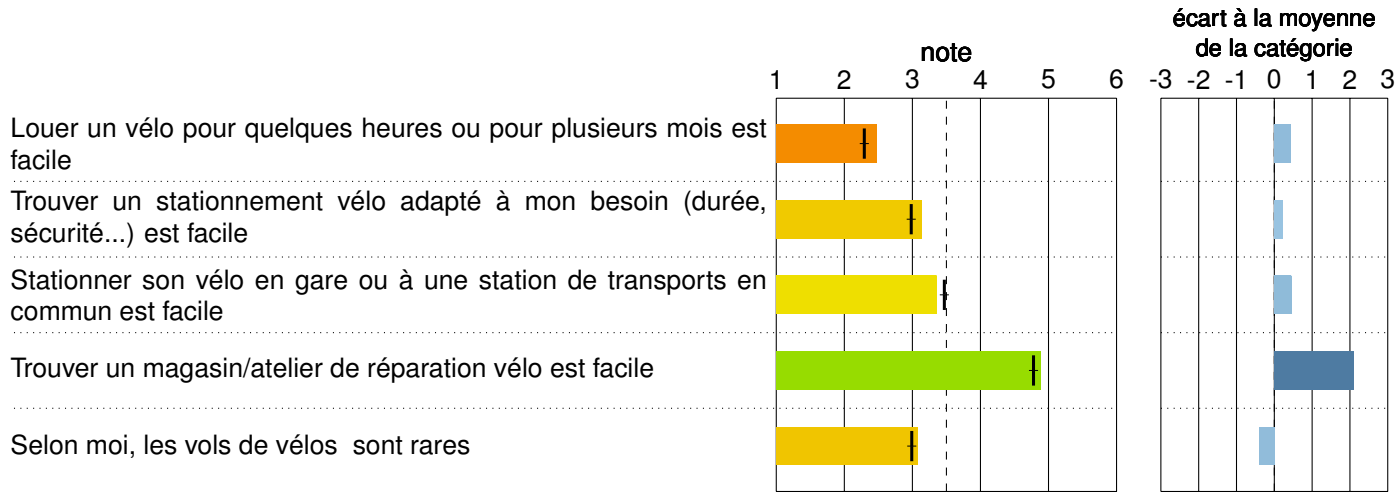 écart à la moyenne
de la catégorie
note
1 2 3 4 5 6
-3 -2 -1 0 1 2 3
Louer un vélo pour quelques heures ou pour plusieurs mois est
facile
Trouver un stationnement vélo adapté à mon besoin (durée,
sécurité...) est facile
Stationner son vélo en gare ou à une station de transports en
commun est facile
Trouver un magasin/atelier de réparation vélo est facile
Selon moi, les vols de vélos sont rares